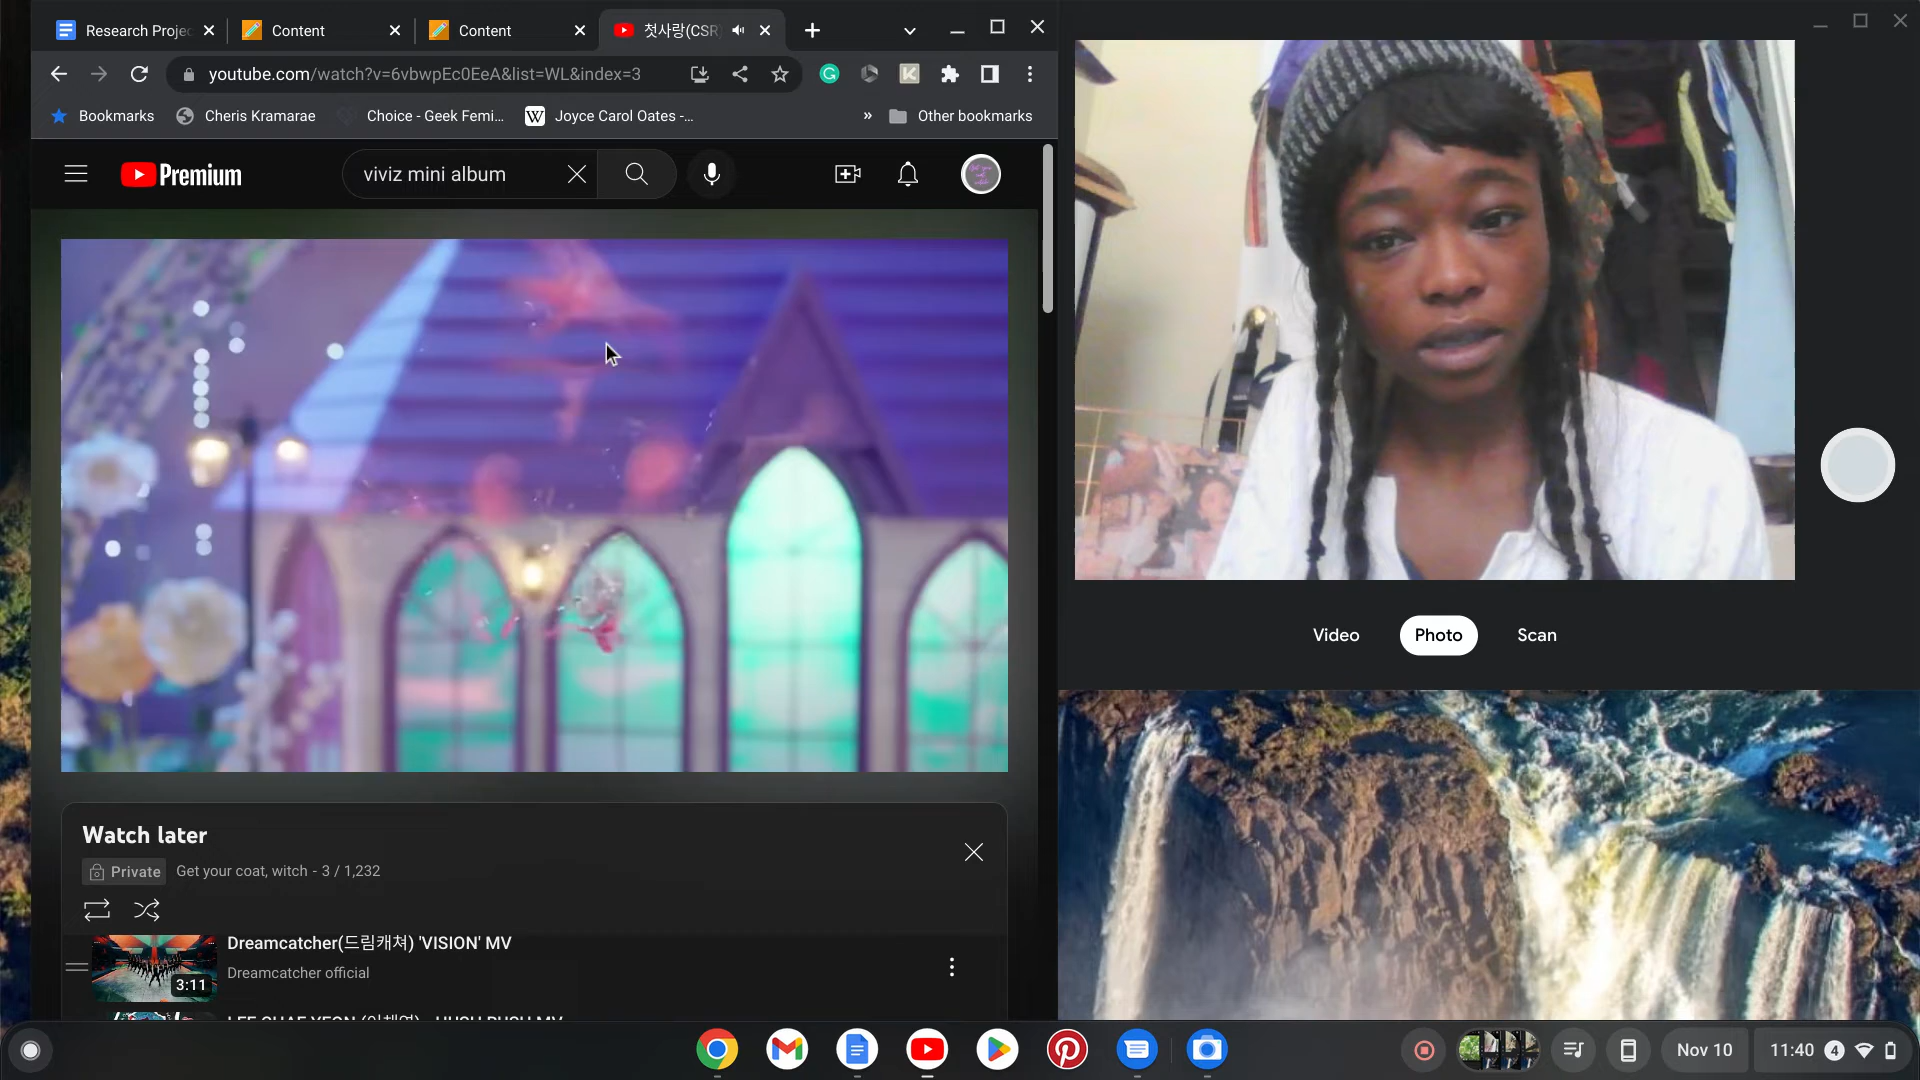 Research Projec
Content
Content
첫사랑(CSR)
youtube.com/watch?v=6vbwpEc0EeA&list=WL&index=3
Bookmarks
Cheris Kramarae
Choice - Geek Femi...
W
Joyce Carol Oates -...
»
Other bookmarks
Premium
viviz mini album
Video
Photo
Scan
Watch later
Private
Get your coat, witch - 3 / 1,232
3:11
Dreamcatcher(드림캐쳐) 'VISION' MV
Dreamcatcher official
Nov 10
11:40
4